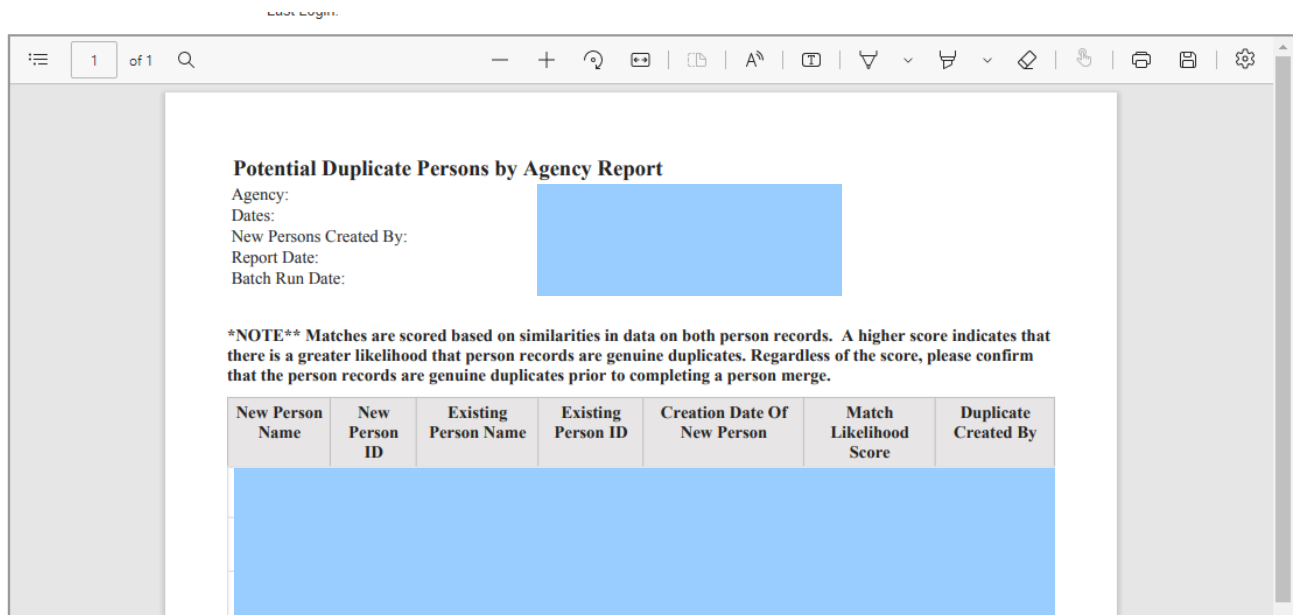 1 of 1
Potential Duplicate Persons by Agency Report
Agency:
Dates:
New Persons Created By:
Report Date:
Batch Run Date:
*NOTE** Matches are scored based on similarities in data on both person records. A higher score indicates that
there is a greater likelihood that person records are genuine duplicates. Regardless of the score, please confirm
that the person records are genuine duplicates prior to completing a person merge.
New Person Name
New Person ID
Existing Person Name
Existing Person ID
Creation Date Of New Person
Match Likelihood Score
Duplicate Created By